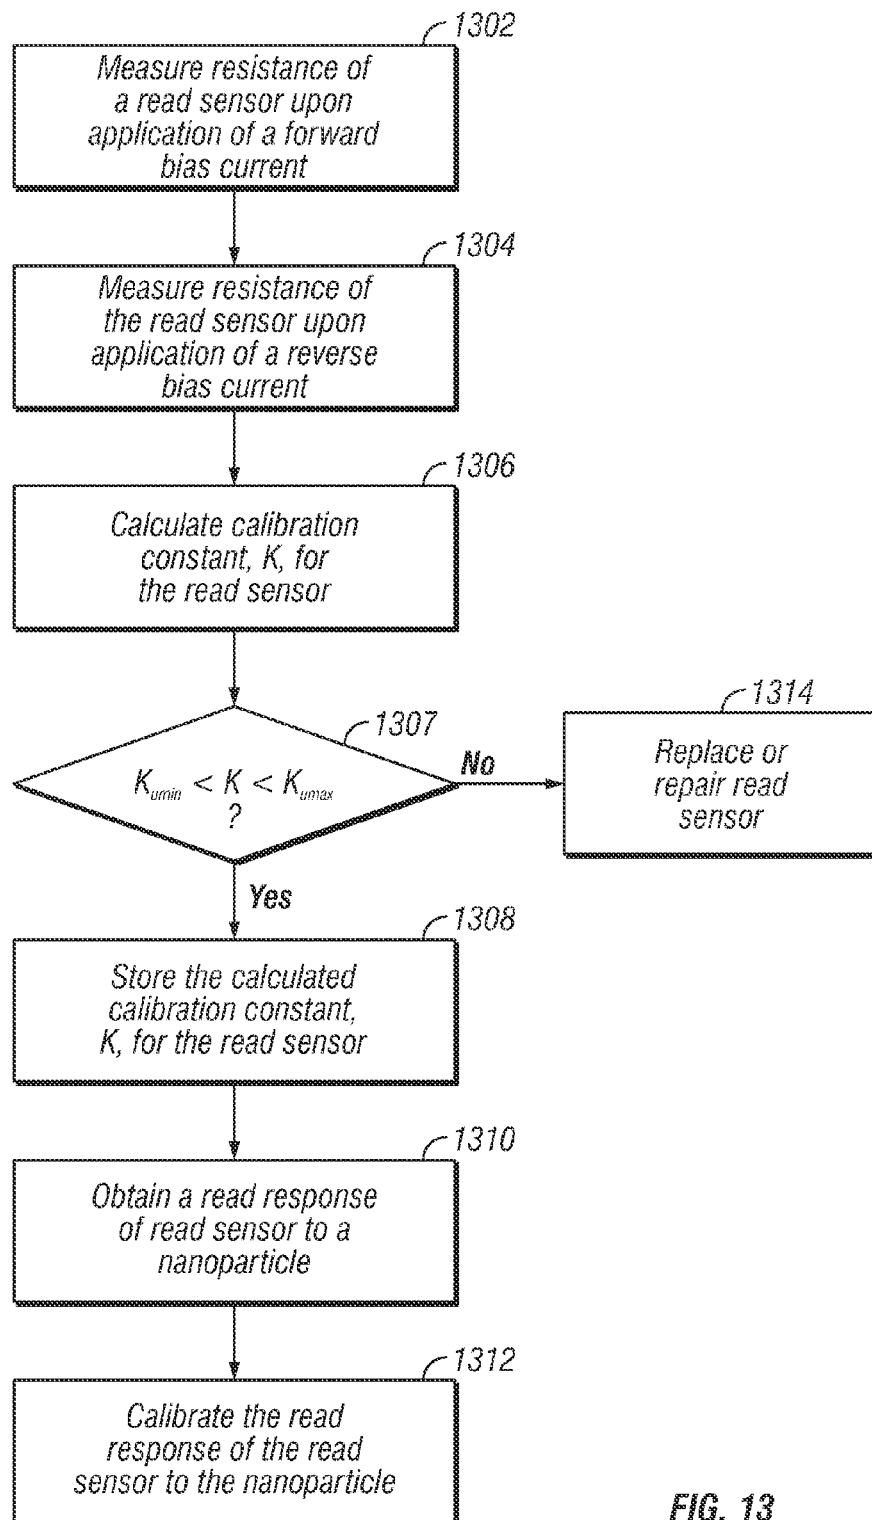 1302
Measure resistance of
a read sensor upon
application of a forward
bias current
1304
Measure resistance of
the read sensor upon
application of a reverse
bias current
1306
Calculate calibration
constant, K, for
the read sensor
1307
Kumin < K < Kumax
?
No
1314
Replace or
repair read
sensor
Yes
1308
Store the calculated
calibration constant,
K, for the read sensor
1310
Obtain a read response
of read sensor to a
nanoparticle
1312
Calibrate the read
response of the read
sensor to the nanoparticle
FIG. 13